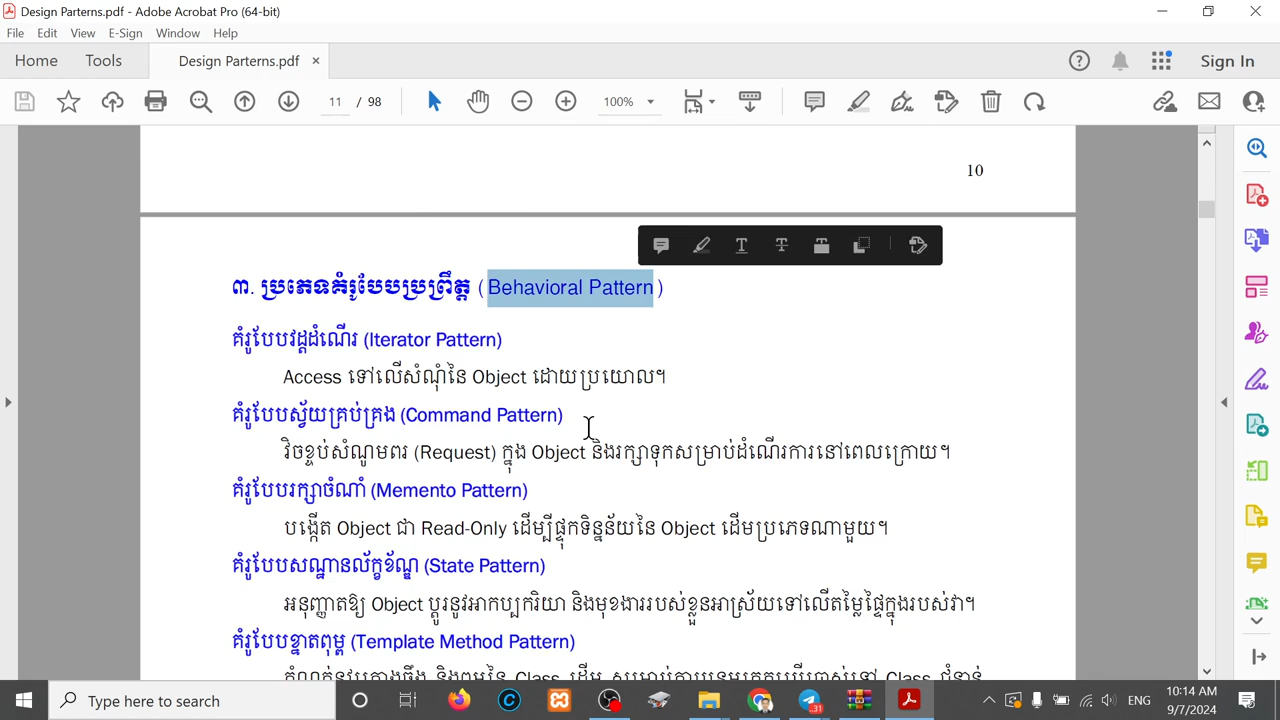 Design Parterns.pdf - Adobe Acrobat Pro (64-bit)
File Edit View E-Sign Window Help
Home Tools Design Parterns.pdf × Sign In
11 / 98 100%
10
៣. ប្រភេទគំរូបែបប្រព្រឹត្ត ( Behavioral Pattern )
គំរូបែបវដ្ដដំណើរ (Iterator Pattern)
Access ទៅលើសំណុំនៃ Object ដោយប្រយោល។
គំរូបែបស្វ័យគ្រប់គ្រង (Command Pattern)
វិចខ្ចប់សំណូមពរ (Request) ក្នុង Object និងរក្សាទុកសម្រាប់ដំណើរការនៅពេលក្រោយ។
គំរូបែបរក្សាចំណាំ (Memento Pattern)
បង្កើត Object ជា Read-Only ដើម្បីផ្ទុកទិន្នន័យនៃ Object ដើមប្រភេទណាមួយ។
គំរូបែបសណ្ឋានល័ក្ខខ័ណ្ឌ (State Pattern)
អនុញ្ញាតឱ្យ Object ប្តូរនូវអាកប្បករិយា និងមុខងាររបស់ខ្លួនអាស្រ័យទៅលើតម្លៃផ្ទៃក្នុងរបស់វា។
គំរូបែបខ្នាតពុម្ព (Template Method Pattern)
Type here to search
31
ENG
10:14 AM
9/7/2024